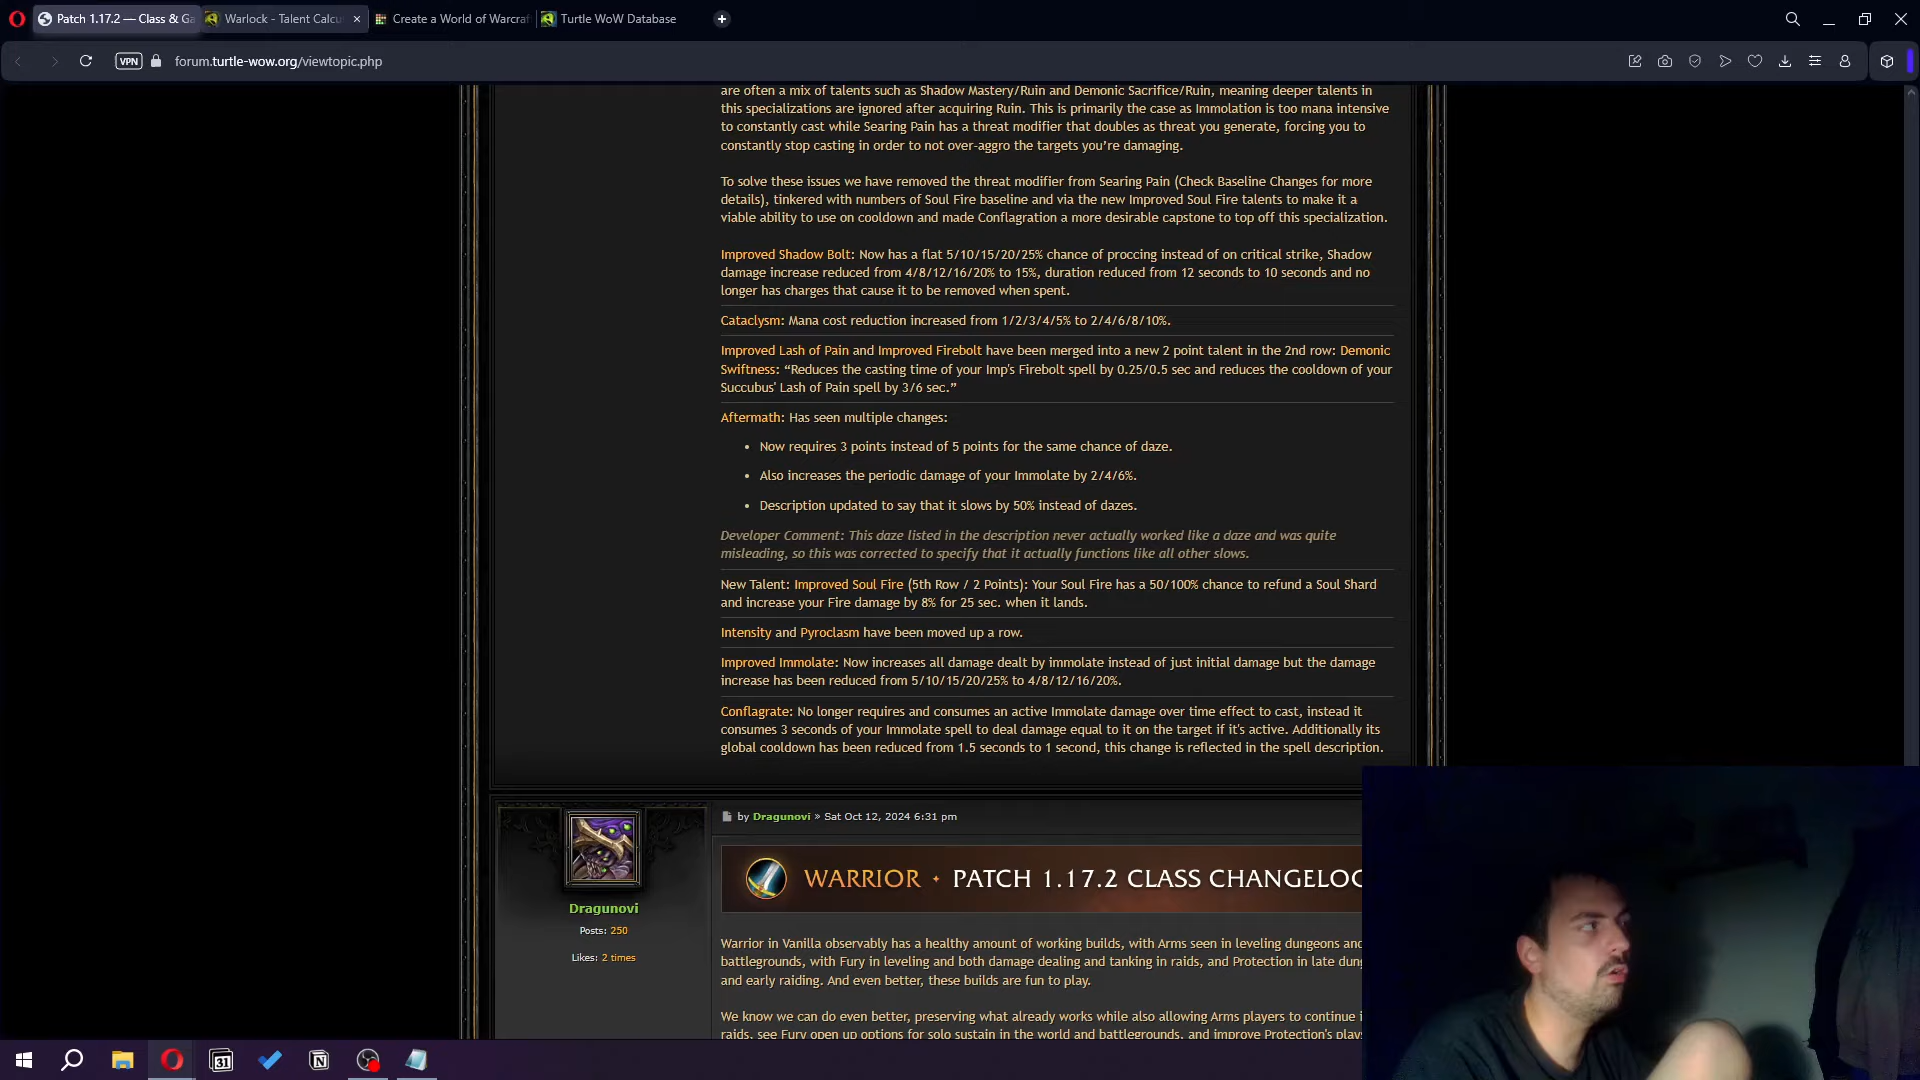 Patch 1.17.2 — Class & Ga
Warlock - Talent Calcu
Create a World of Warcraf
Turtle WoW Database
VPN
forum.turtle-wow.org/viewtopic.php
are often a mix of talents such as Shadow Mastery/Ruin and Demonic Sacrifice/Ruin, meaning deeper talents in
this specializations are ignored after acquiring Ruin. This is primarily the case as Immolation is too mana intensive
to constantly cast while Searing Pain has a threat modifier that doubles as threat you generate, forcing you to
constantly stop casting in order to not over-aggro the targets you're damaging.
To solve these issues we have removed the threat modifier from Searing Pain (Check Baseline Changes for more
details), tinkered with numbers of Soul Fire baseline and via the new Improved Soul Fire talents to make it a
viable ability to use on cooldown and made Conflagration a more desirable capstone to top off this specialization.
Improved Shadow Bolt: Now has a flat 5/10/15/20/25% chance of proccing instead of on critical strike, Shadow
damage increase reduced from 4/8/12/16/20% to 15%, duration reduced from 12 seconds to 10 seconds and no
longer has charges that cause it to be removed when spent.
Cataclysm: Mana cost reduction increased from 1/2/3/4/5% to 2/4/6/8/10%.
Improved Lash of Pain and Improved Firebolt have been merged into a new 2 point talent in the 2nd row: Demonic
Swiftness: “Reduces the casting time of your Imp's Firebolt spell by 0.25/0.5 sec and reduces the cooldown of your
Succubus' Lash of Pain spell by 3/6 sec.”
Aftermath: Has seen multiple changes:
• Now requires 3 points instead of 5 points for the same chance of daze.
• Also increases the periodic damage of your Immolate by 2/4/6%.
• Description updated to say that it slows by 50% instead of dazes.
Developer Comment: This daze listed in the description never actually worked like a daze and was quite
misleading, so this was corrected to specify that it actually functions like all other slows.
New Talent: Improved Soul Fire (5th Row / 2 Points): Your Soul Fire has a 50/100% chance to refund a Soul Shard
and increase your Fire damage by 8% for 25 sec. when it lands.
Intensity and Pyroclasm have been moved up a row.
Improved Immolate: Now increases all damage dealt by immolate instead of just initial damage but the damage
increase has been reduced from 5/10/15/20/25% to 4/8/12/16/20%.
Conflagrate: No longer requires and consumes an active Immolate damage over time effect to cast, instead it
consumes 3 seconds of your Immolate spell to deal damage equal to it on the target if it's active. Additionally its
global cooldown has been reduced from 1.5 seconds to 1 second, this change is reflected in the spell description.
by Dragunovi » Sat Oct 12, 2024 6:31 pm
WARRIOR + PATCH 1.17.2 CLASS CHANGELOG
Dragunovi
Posts: 250
Likes: 2 times
Warrior in Vanilla observably has a healthy amount of working builds, with Arms seen in leveling dungeons and
battlegrounds, with Fury in leveling and both damage dealing and tanking in raids, and Protection in late dung
and early raiding. And even better, these builds are fun to play.
We know we can do even better, preserving what already works while also allowing Arms players to continue i
raids, see Fury open up options for solo sustain in the world and battlegrounds, and improve Protection's plays
31